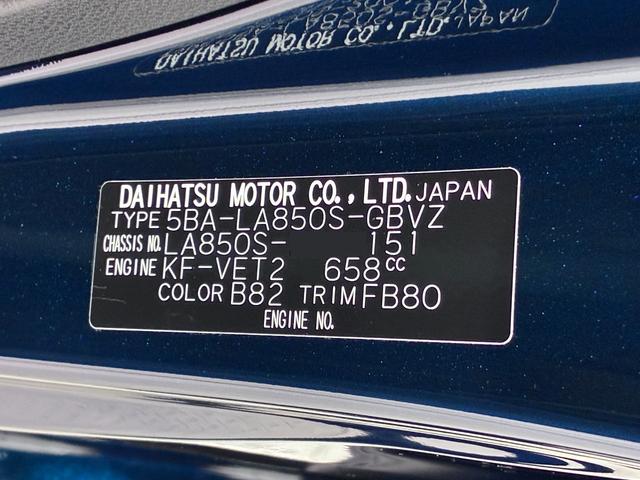 DAIHATSU MOTOR CO., LTD. JAPAN
TYPE 5BA-LA850S-GBVZ
CHASSIS NO. LA850S- 151
ENGINE KF-VET2 658cc
COLOR B82 TRIM FB80
ENGINE NO.